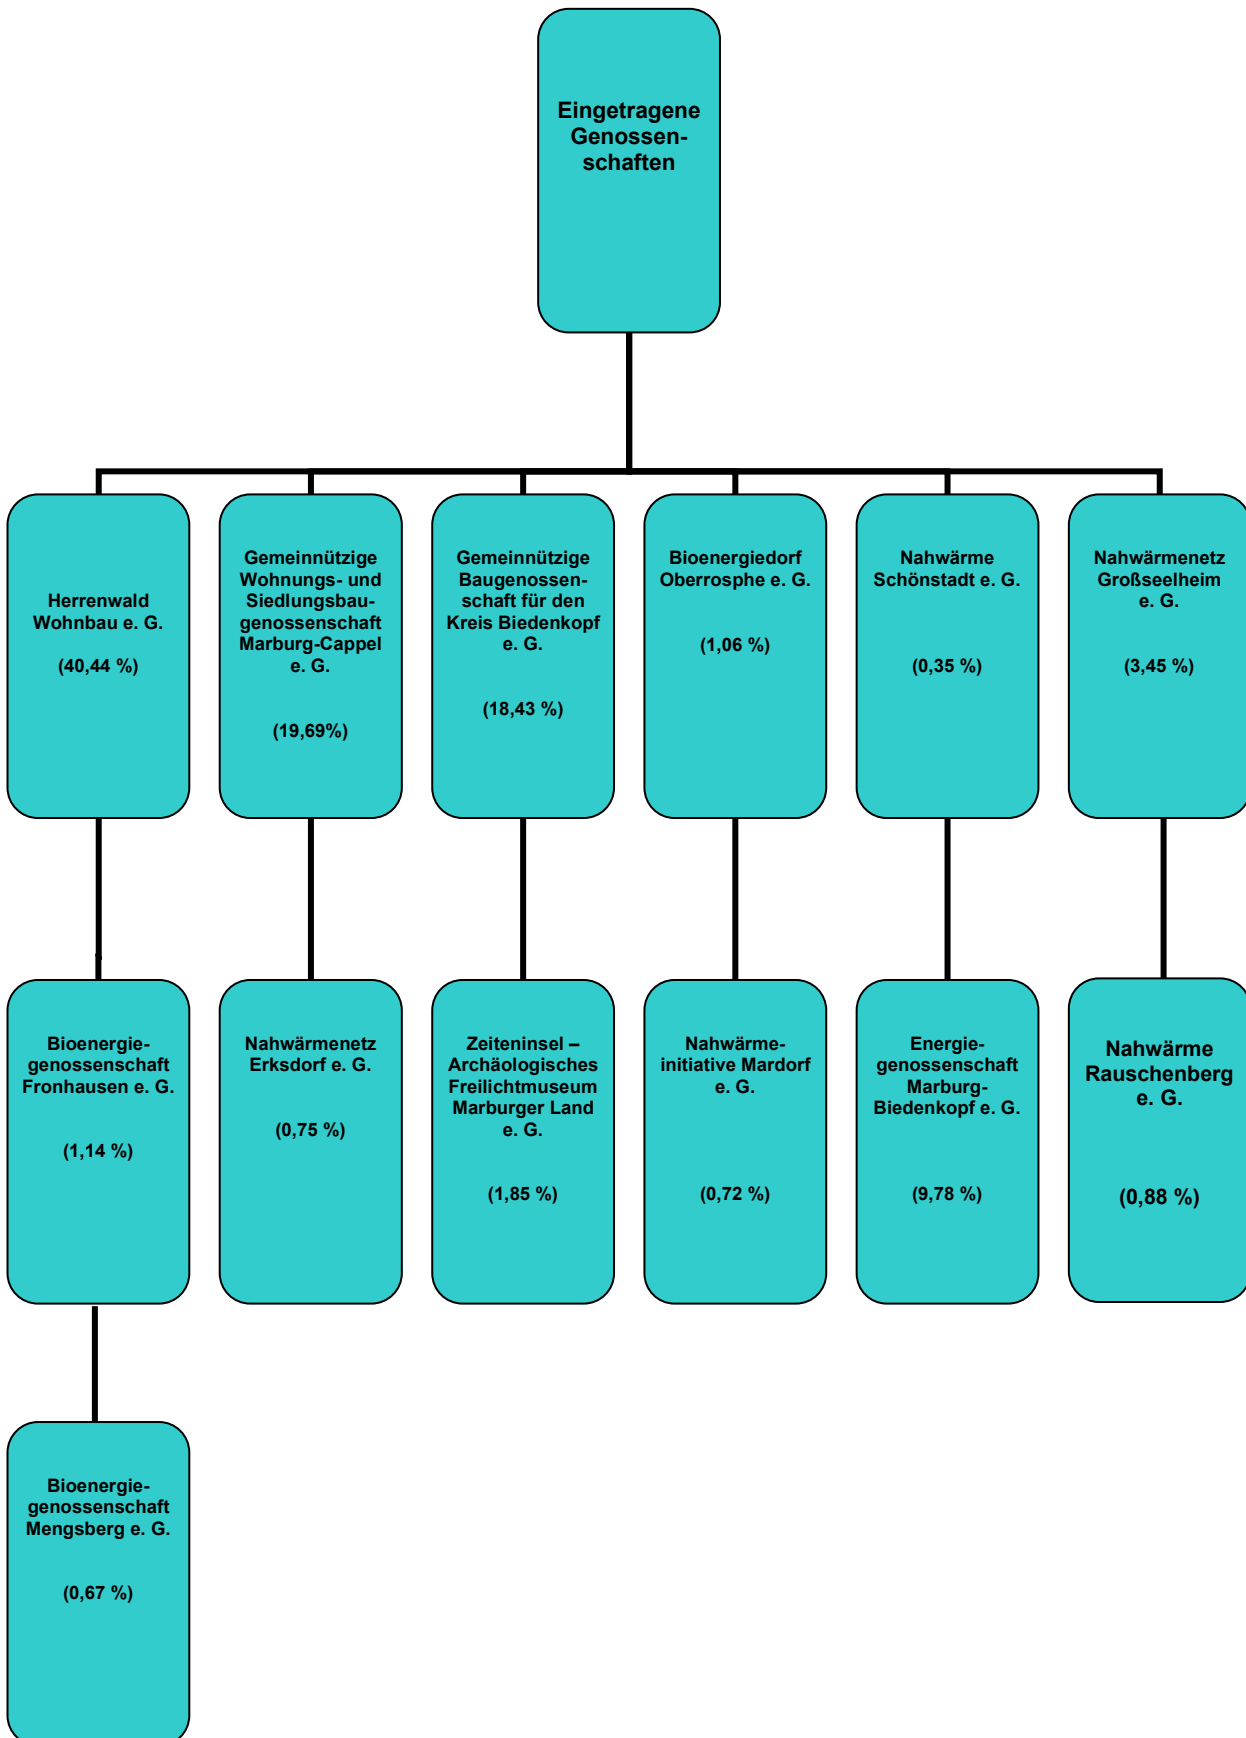 Eingetragene
Genossen-
schaften
Herrenwald
Wohnbau e. G.
(40,44 %)
Gemeinnützige
Wohnungs- und
Siedlungsbau-
genossenschaft
Marburg-Cappel
e. G.
(19,69%)
Gemeinnützige
Baugenossen-
schaft für den
Kreis Biedenkopf
e. G.
(18,43 %)
Bioenergiedorf
Oberrosphe e. G.
(1,06 %)
Nahwärme
Schönstadt e. G.
(0,35 %)
Nahwärmenetz
Großseelheim
e. G.
(3,45 %)
Bioenergie-
genossenschaft
Fronhausen e. G.
(1,14 %)
Nahwärmenetz
Erksdorf e. G.
(0,75 %)
Zeiteninsel –
Archäologisches
Freilichtmuseum
Marburger Land
e. G.
(1,85 %)
Nahwärme-
initiative Mardorf
e. G.
(0,72 %)
Energie-
genossenschaft
Marburg-
Biedenkopf e. G.
(9,78 %)
Nahwärme
Rauschenberg
e. G.
(0,88 %)
Bioenergie-
genossenschaft
Mengsberg e. G.
(0,67 %)